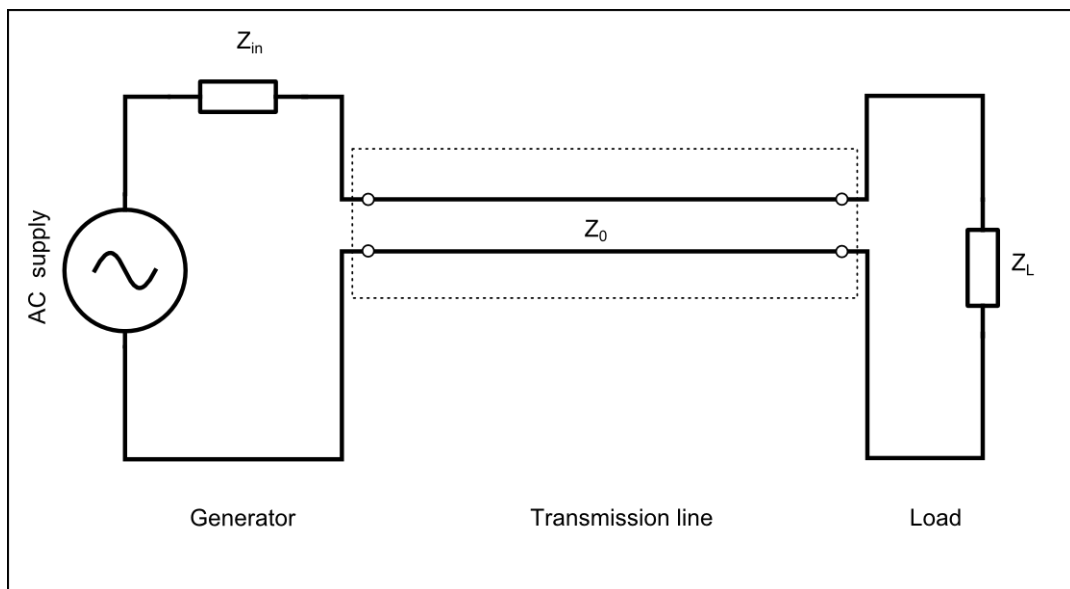 Z_in
AC supply
Z_0
Z_L
Generator
Transmission line
Load